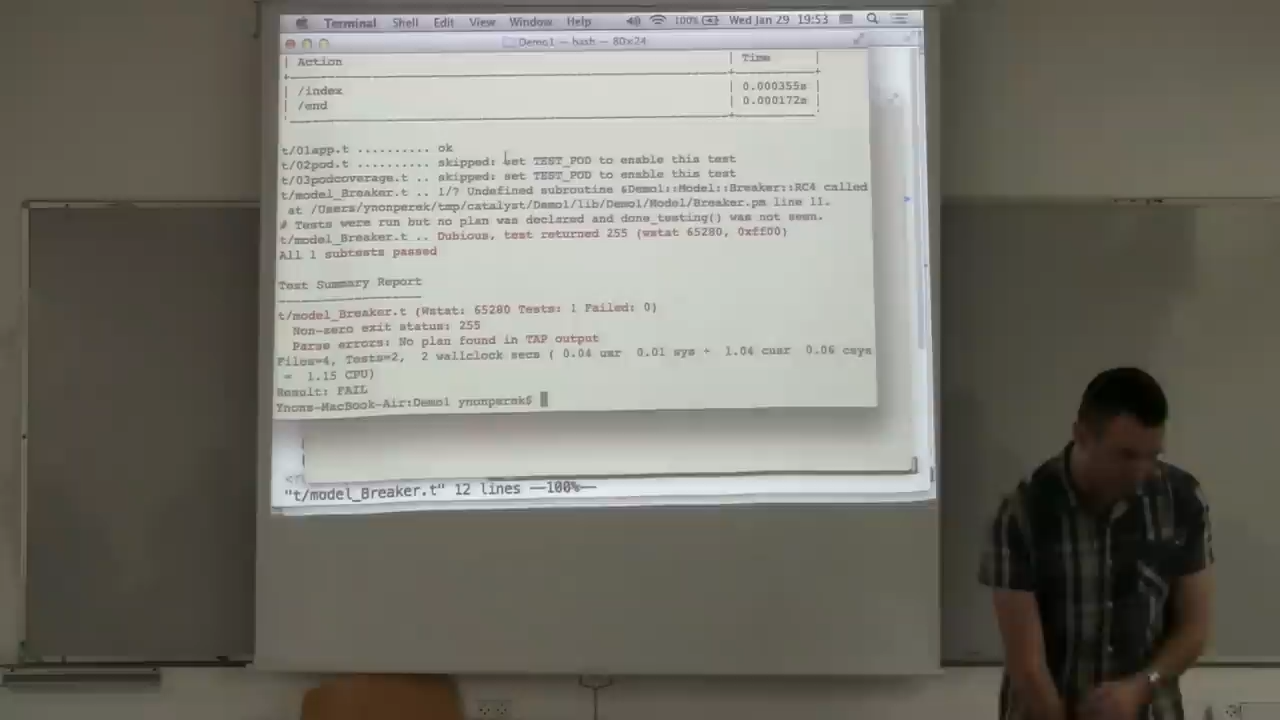 Terminal Shell Edit View Window Help 100% Wed Jan 29 19:53
Demo1 — bash — 80×24
| Action | Time |
| /index | 0.000355s |
| /end | 0.000172s |
t/01app.t .......... ok
t/02pod.t .......... skipped: set TEST_POD to enable this test
t/03podcoverage.t .. skipped: set TEST_POD to enable this test
t/model_Breaker.t .. 1/? Undefined subroutine &Demo1::Model::Breaker::RC4 called
at /Users/ynonperek/tmp/catalyst/Demo1/lib/Demo1/Model/Breaker.pm line 11.
# Tests were run but no plan was declared and done_testing() was not seen.
t/model_Breaker.t .. Dubious, test returned 255 (wstat 65280, 0xff00)
All 1 subtests passed
Test Summary Report
-------------------
t/model_Breaker.t (Wstat: 65280 Tests: 1 Failed: 0)
Non-zero exit status: 255
Parse errors: No plan found in TAP output
Files=4, Tests=2, 2 wallclock secs ( 0.04 usr 0.01 sys + 1.04 cusr 0.06 csys
= 1.15 CPU)
Result: FAIL
Ynons-MacBook-Air:Demo1 ynonperek$
"t/model_Breaker.t" 12 lines --100%--